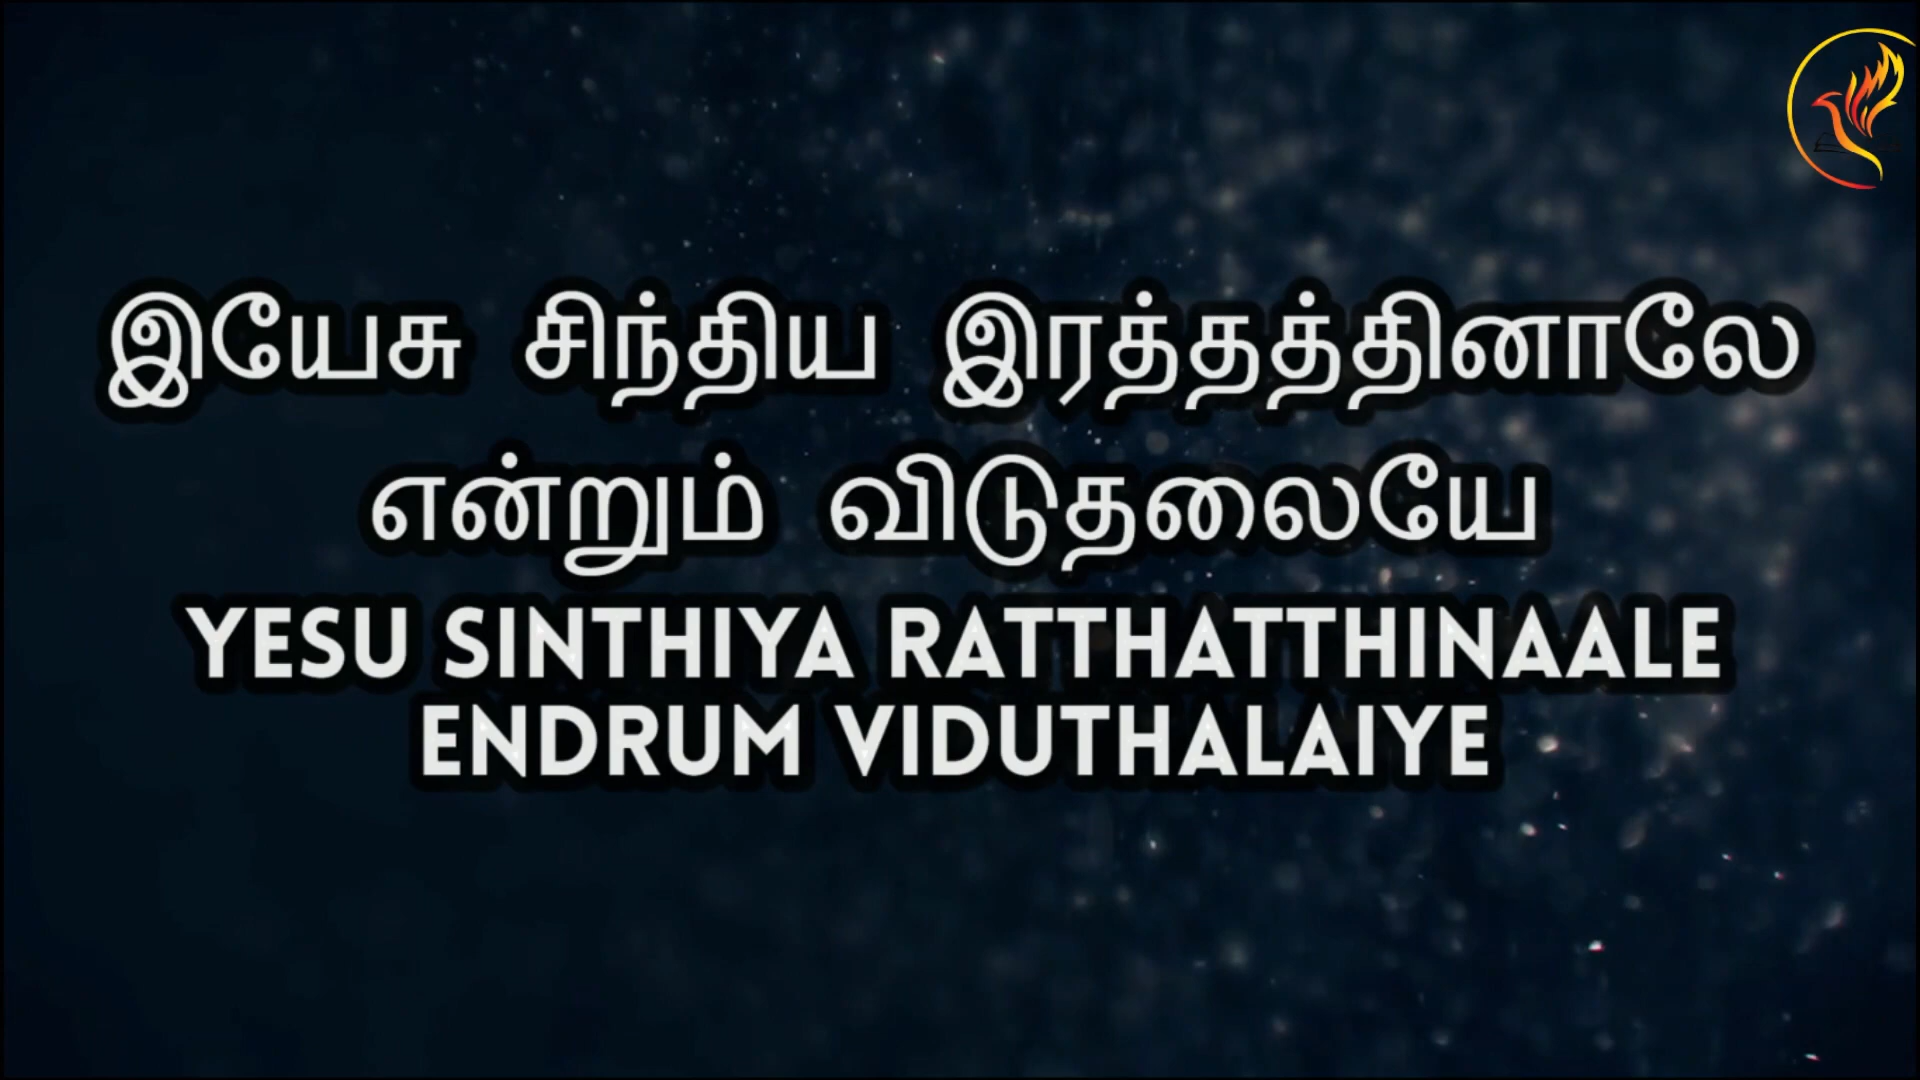 இயேசு சிந்திய இரத்தத்தினாலே
என்றும் விடுதலையே
YESU SINTHIYA RATTHATTHINAALE
ENDRUM VIDUTHALAIYE